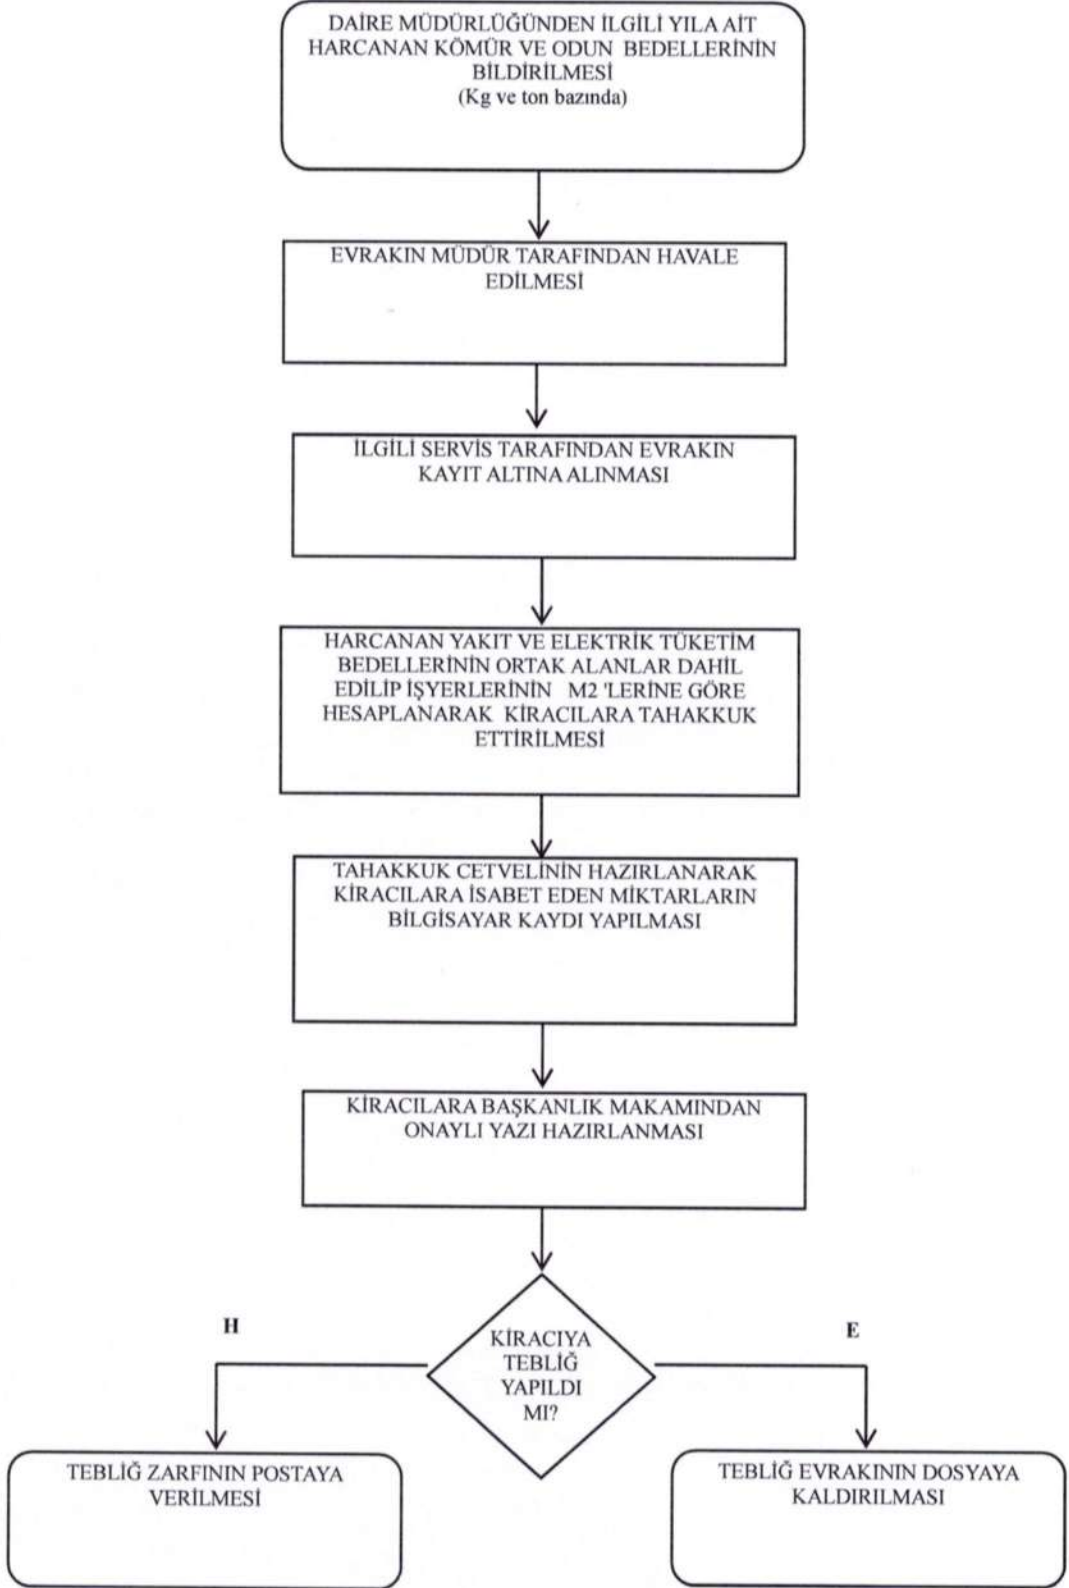 DAİRE MÜDÜRLÜĞÜNDEN İLGİLİ YILA AİT
HARCANAN KÖMÜR VE ODUN BEDELLERİNİN
BİLDİRİLMESİ
(Kg ve ton bazında)
EVRAKIN MÜDÜR TARAFINDAN HAVALE
EDİLMESİ
İLGİLİ SERVİS TARAFINDAN EVRAKIN
KAYIT ALTINA ALINMASI
HARCANAN YAKIT VE ELEKTRİK TÜKETİM
BEDELLERİNİN ORTAK ALANLAR DAHİL
EDİLİP İŞYERLERİNİN M2 'LERİNE GÖRE
HESAPLANARAK KİRACILARA TAHAKKUK
ETTİRİLMESİ
TAHAKKUK CETVELİNİN HAZIRLANARAK
KİRACILARA İSABET EDEN MİKTARLARIN
BİLGİSAYAR KAYDI YAPILMASI
KİRACILARA BAŞKANLIK MAKAMINDAN
ONAYLI YAZI HAZIRLANMASI
KİRACIYA
TEBLİĞ
YAPILDI
MI?
H
E
TEBLİĞ ZARFININ POSTAYA
VERİLMESİ
TEBLİĞ EVRAKININ DOSYAYA
KALDIRILMASI